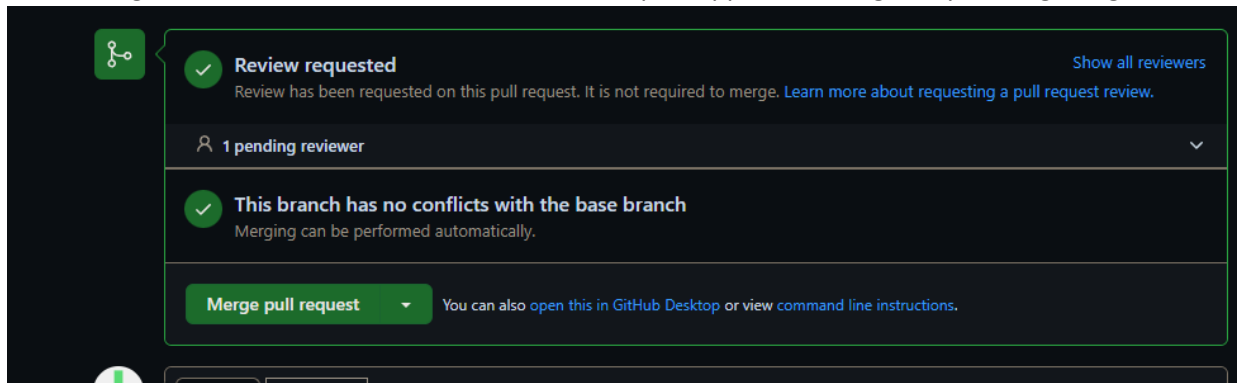 Review requested
Show all reviewers
Review has been requested on this pull request. It is not required to merge. Learn more about requesting a pull request review.
1 pending reviewer
This branch has no conflicts with the base branch
Merging can be performed automatically.
Merge pull request
You can also open this in GitHub Desktop or view command line instructions.